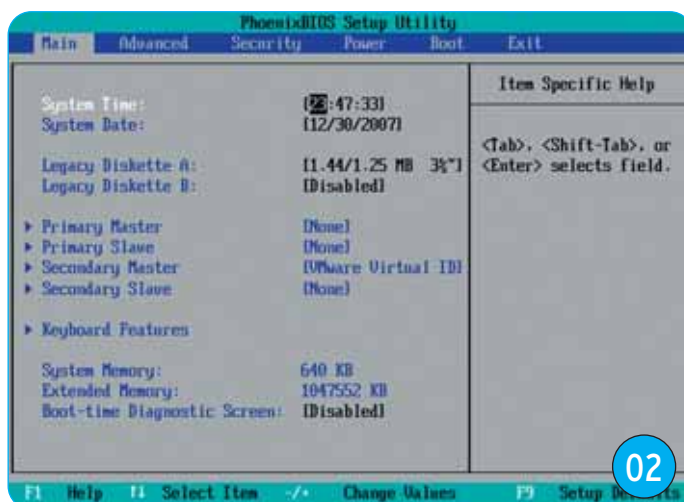 PhoenixBIOS Setup Utility
Main Advanced Security Power Boot Exit
Item Specific Help
System Time: [23:47:33]
System Date: [12/30/2007]
<Tab>, <Shift-Tab>, or
<Enter> selects field.
Legacy Diskette A: [1.44/1.25 MB 3½"]
Legacy Diskette B: [Disabled]
Primary Master [None]
Primary Slave [None]
Secondary Master [VMware Virtual ID]
Secondary Slave [None]
Keyboard Features
System Memory: 640 KB
Extended Memory: 1047552 KB
Boot-time Diagnostic Screen: [Disabled]
F1 Help ↑↓ Select Item -/+ Change Values F9 Setup
02